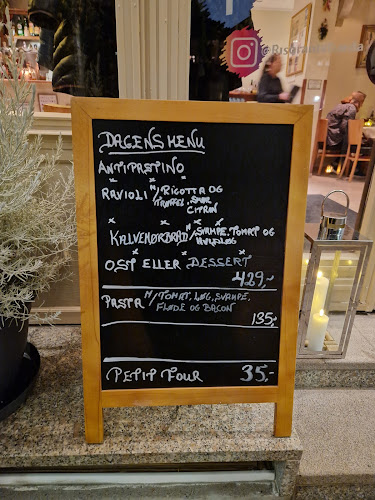 @Ristorante
DAGENS MENU
ANTIPASTINO
RAVIOLI M/RICOTTA OG
TRØFFEL, SMØR
CITRON
KALVEMØRBRAD M/SVAMPE, TOMAT OG
HVIDLØG
OST ELLER DESSERT
429,-
PASTA M/TOMAT, LØG, SVAMPE,
FLØDE OG BACON
135,-
PETIT FOUR 35,-